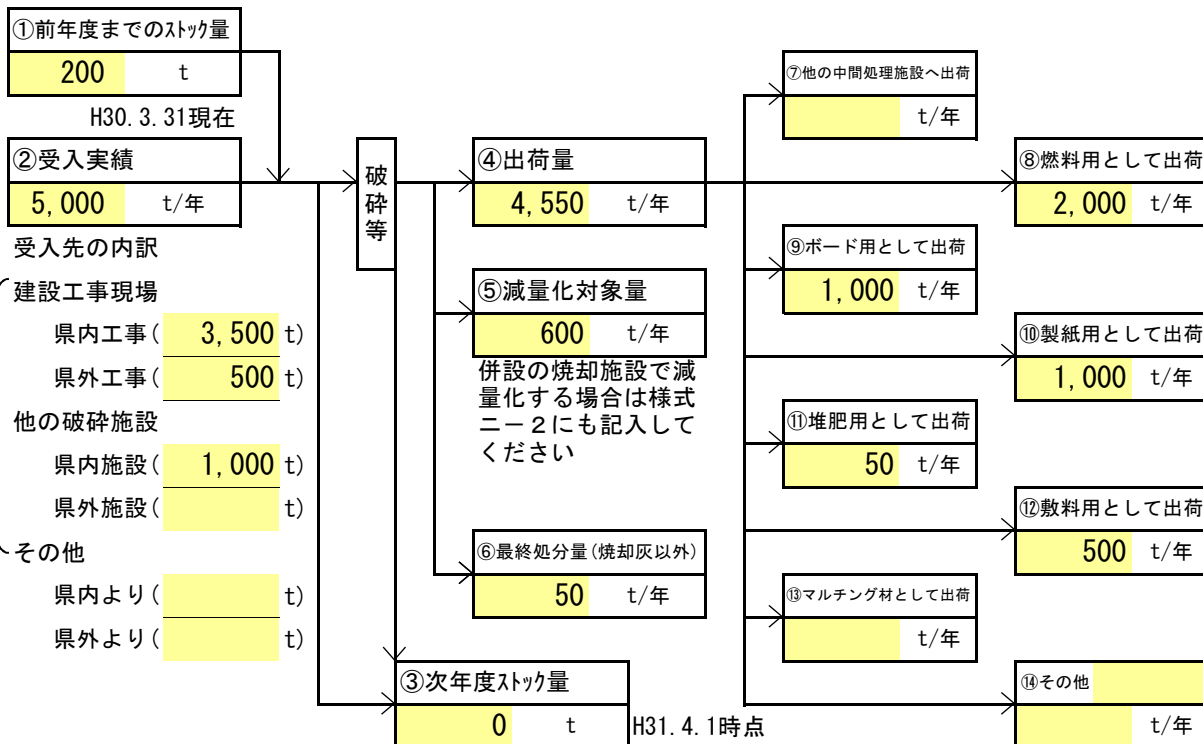 ①前年度までのｽﾄｯｸ量
200 t
H30.3.31現在
②受入実績
5,000 t/年
受入先の内訳
建設工事現場
県内工事( 3,500 t)
県外工事( 500 t)
他の破砕施設
県内施設( 1,000 t)
県外施設( t)
その他
県内より( t)
県外より( t)
破砕等
③次年度ｽﾄｯｸ量
0 t
H31.4.1時点
④出荷量
4,550 t/年
⑤減量化対象量
600 t/年
併設の焼却施設で減
量化する場合は様式
ニー２にも記入して
ください
⑥最終処分量(焼却灰以外)
50 t/年
⑦他の中間処理施設へ出荷
t/年
⑧燃料用として出荷
2,000 t/年
⑨ボード用として出荷
1,000 t/年
⑩製紙用として出荷
1,000 t/年
⑪堆肥用として出荷
50 t/年
⑫敷料用として出荷
500 t/年
⑬マルチング材として出荷
t/年
⑭その他
t/年